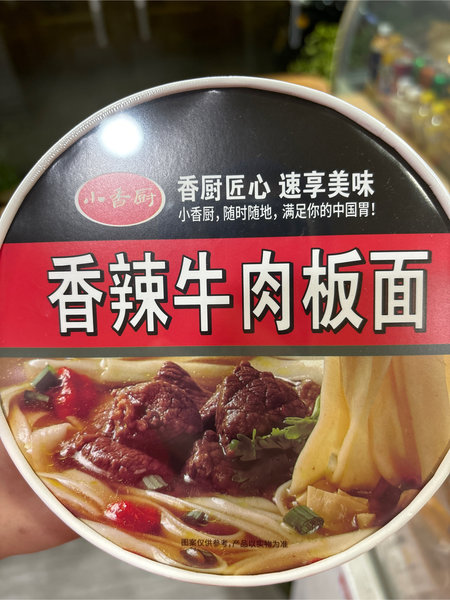 小香厨
香厨匠心 速享美味
小香厨，随时随地，满足你的中国胃！
香辣牛肉板面
图案仅供参考，产品以实物为准